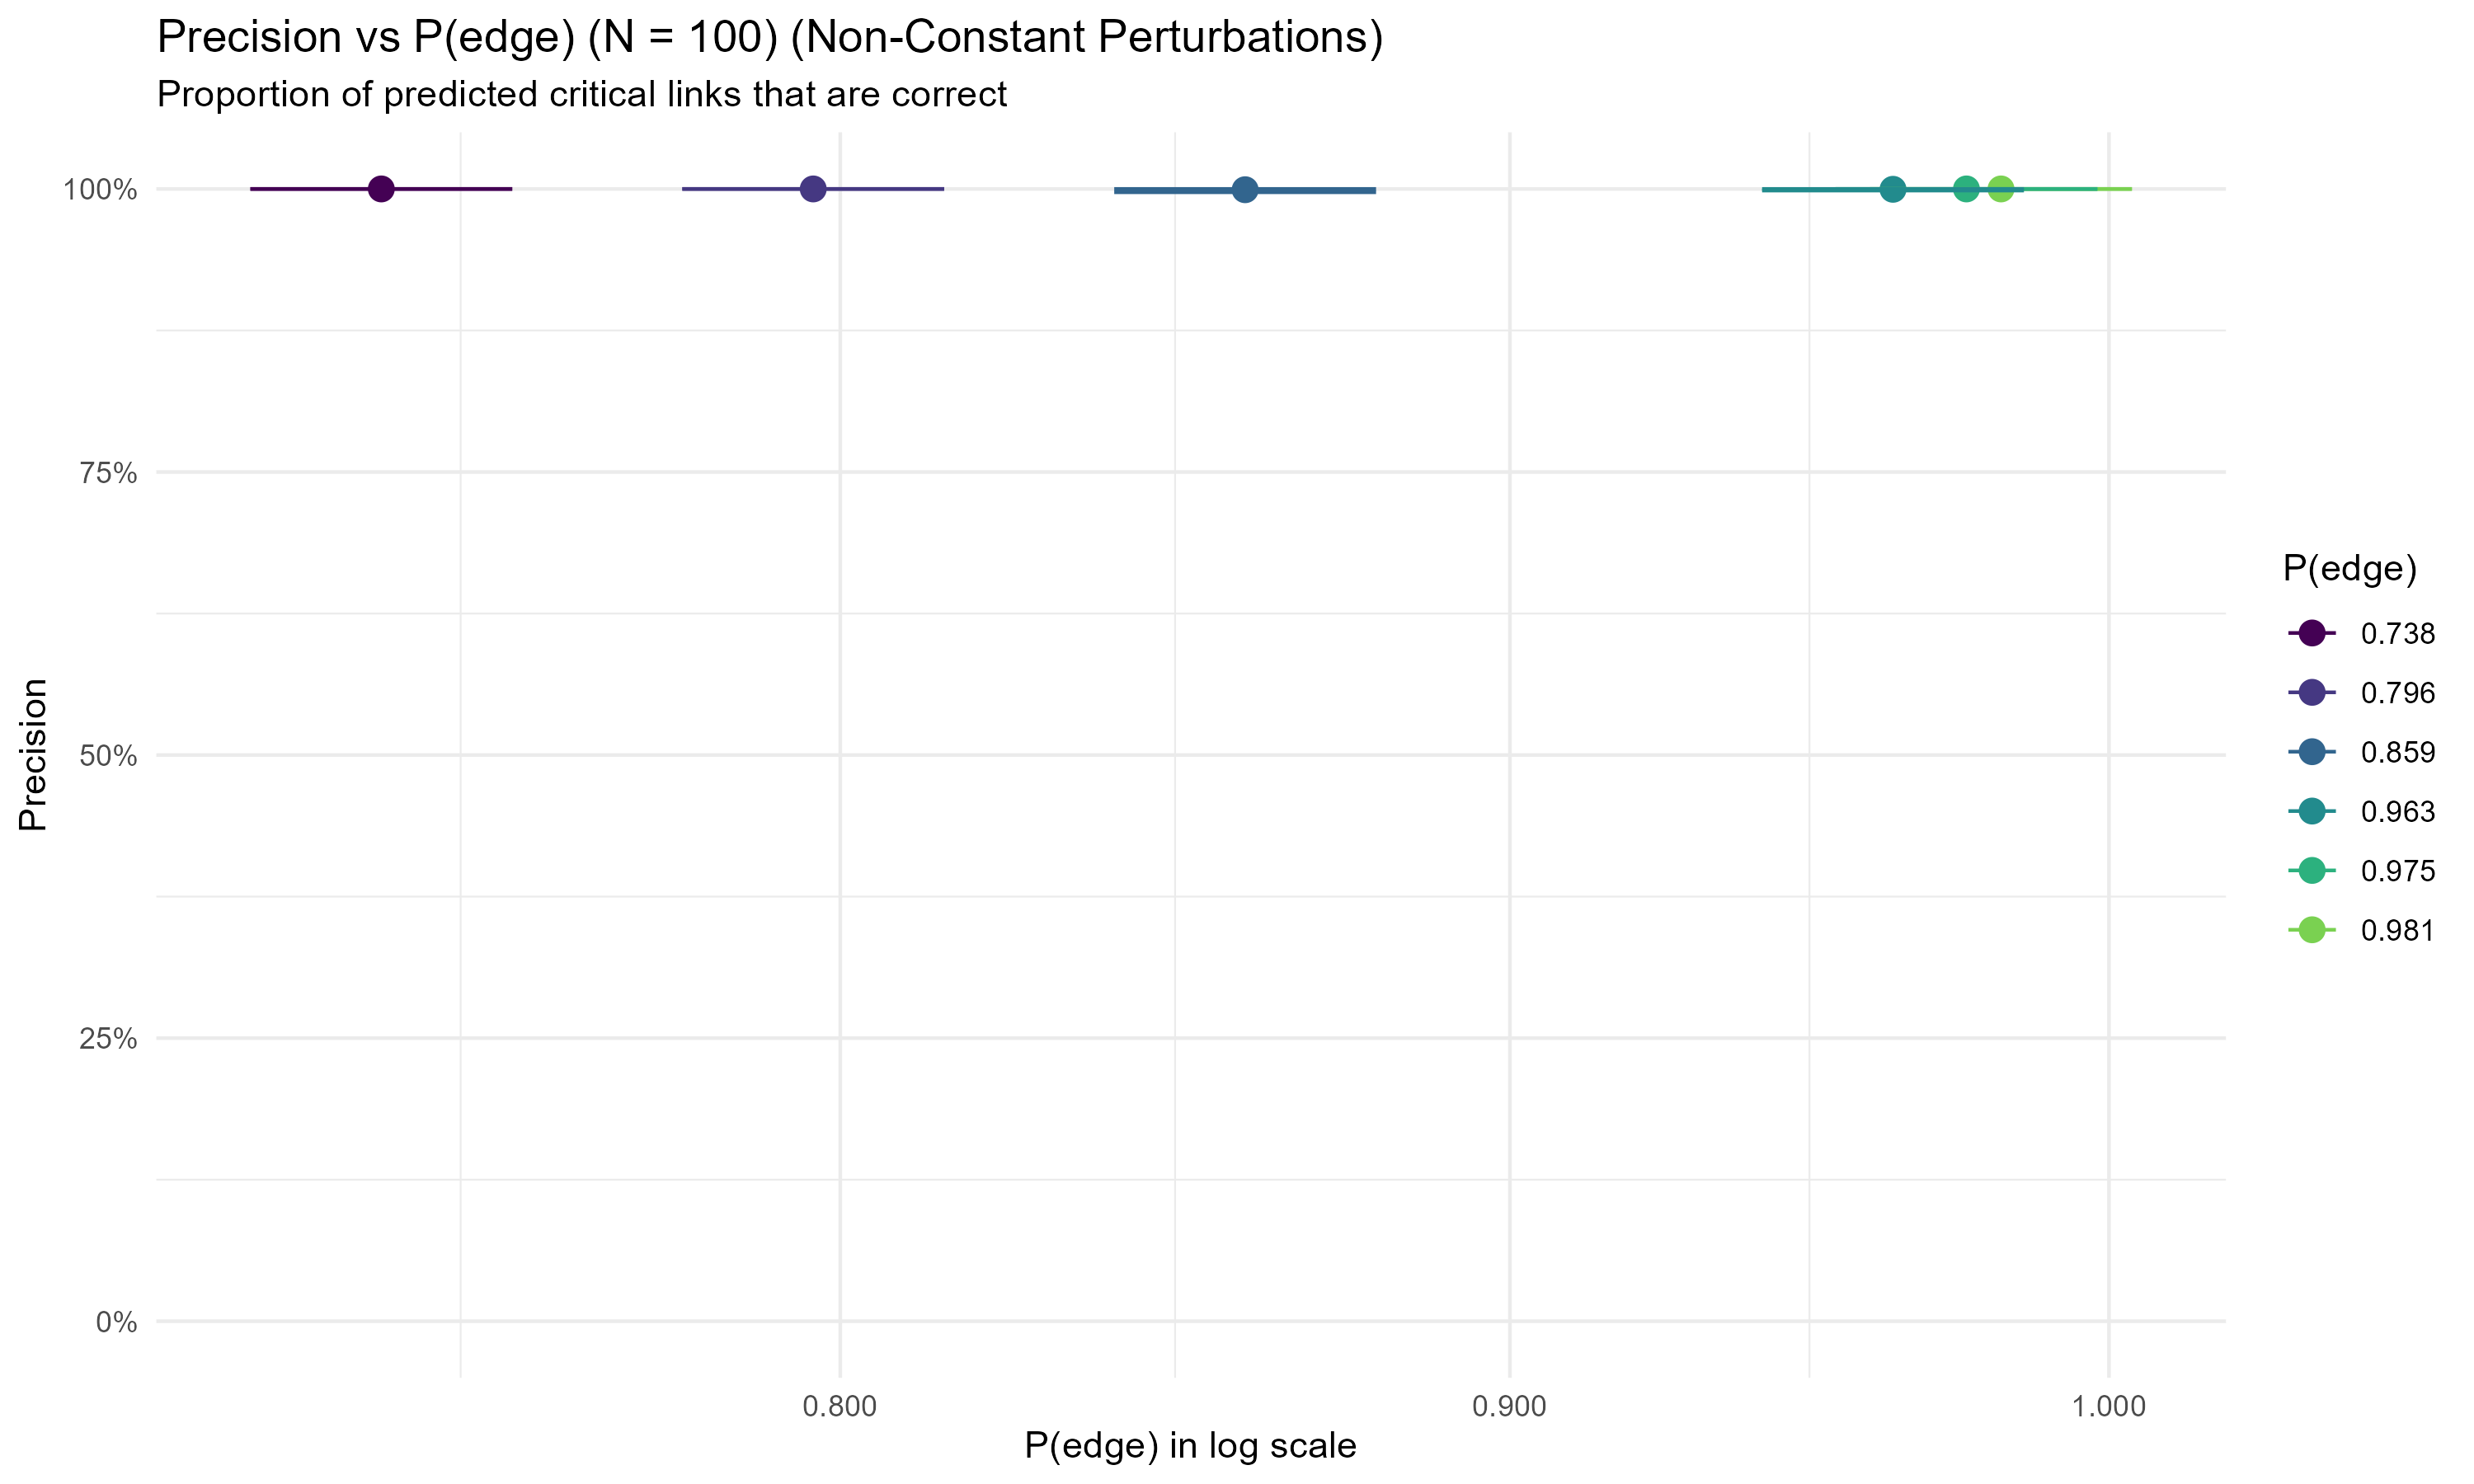 Precision vs P(edge) (N = 100) (Non-Constant Perturbations)
Proportion of predicted critical links that are correct
100%
75%
50%
25%
0%
Precision
0.800
0.900
1.000
P(edge) in log scale
P(edge)
0.738
0.796
0.859
0.963
0.975
0.981